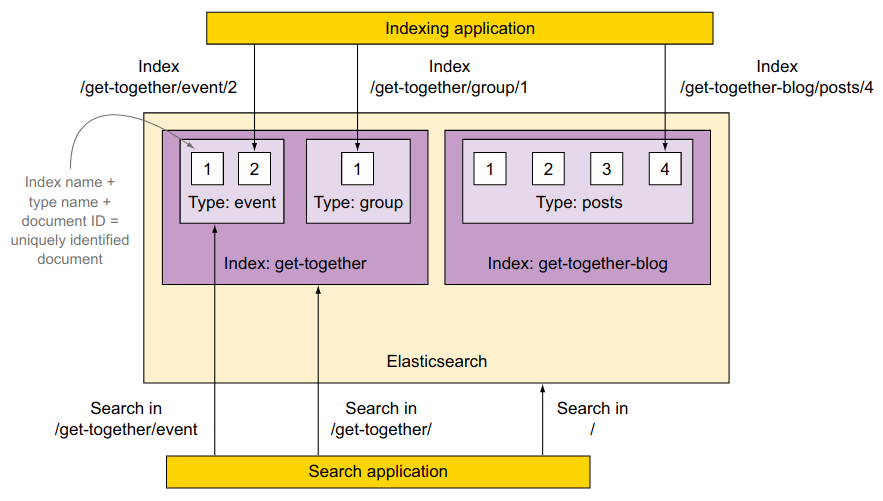 Indexing application
Index
/get-together/event/2
Index
/get-together/group/1
Index
/get-together-blog/posts/4
1
2
Type: event
1
Type: group
1
2
3
4
Type: posts
Index name +
type name +
document ID =
uniquely identified
document
Index: get-together
Index: get-together-blog
Elasticsearch
Search in
/get-together/event
Search in
/get-together/
Search in
/
Search application